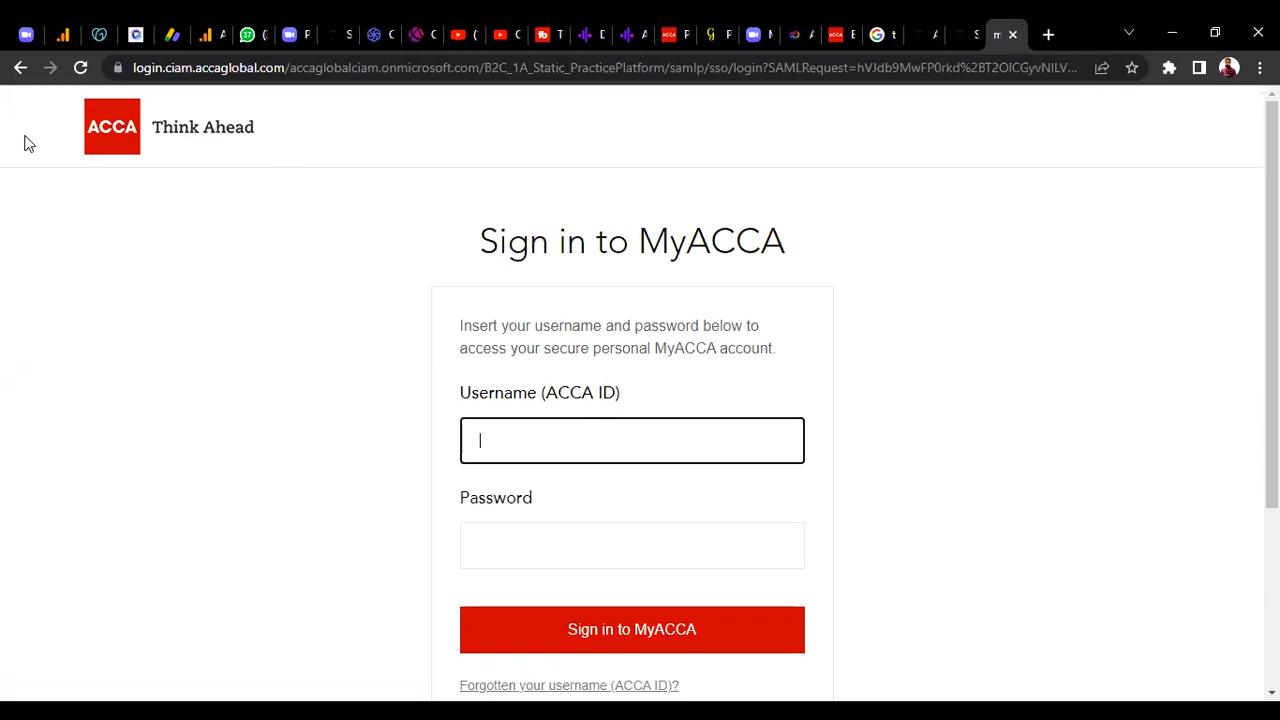 37
C
P
S
C
C
T
D
A
P
P
M
A
E
t
A
S
m
login.ciam.accaglobal.com/accaglobalciam.onmicrosoft.com/B2C_1A_Static_PracticePlatform/samlp/sso/login?SAMLRequest=hVJdb9MwFP0rkd%2BT2OlCGyvNILV...
ACCA Think Ahead
Sign in to MyACCA
Insert your username and password below to
access your secure personal MyACCA account.
Username (ACCA ID)
Password
Sign in to MyACCA
Forgotten your username (ACCA ID)?